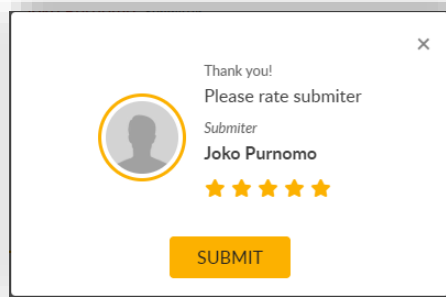 Thank you!
Please rate submiter
Submiter
Joko Purnomo
SUBMIT